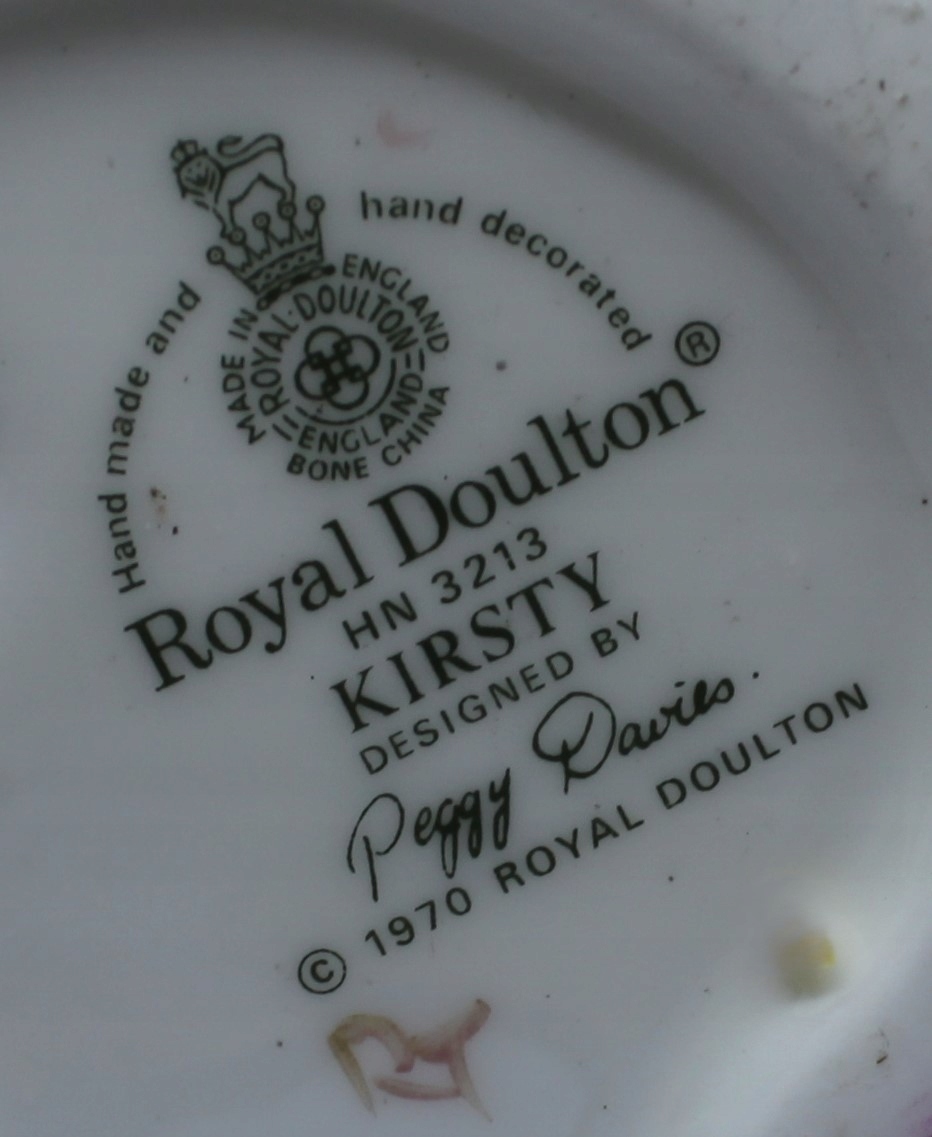 Hand made and hand decorated
MADE IN ENGLAND
ROYAL·DOULTON
ENGLAND
BONE CHINA
Royal Doulton®
HN 3213
KIRSTY
DESIGNED BY
Peggy Davies.
© 1970 ROYAL DOULTON